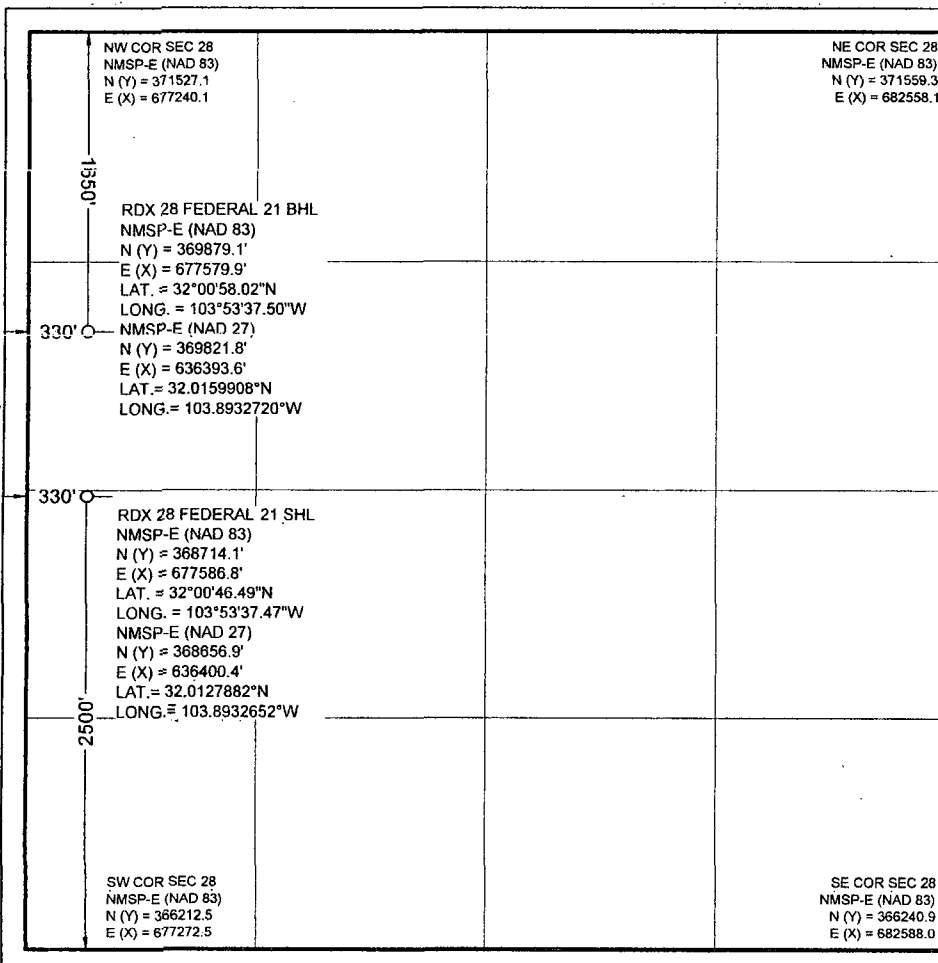 NW COR SEC 28
NMSP-E (NAD 83)
N (Y) = 371527.1
E (X) = 677240.1
NE COR SEC 28
NMSP-E (NAD 83)
N (Y) = 371559.3
E (X) = 682558.1
1650'
RDX 28 FEDERAL 21 BHL
NMSP-E (NAD 83)
N (Y) = 369879.1'
E (X) = 677579.9'
LAT. = 32°00'58.02"N
LONG. = 103°53'37.50"W
330'
NMSP-E (NAD 27)
N (Y) = 369821.8'
E (X) = 636393.6'
LAT.= 32.0159908°N
LONG.= 103.8932720°W
330'
RDX 28 FEDERAL 21 SHL
NMSP-E (NAD 83)
N (Y) = 368714.1'
E (X) = 677586.8'
LAT. = 32°00'46.49"N
LONG. = 103°53'37.47"W
NMSP-E (NAD 27)
N (Y) = 368656.9'
E (X) = 636400.4'
LAT.= 32.0127882°N
LONG.= 103.8932652°W
2500'
SW COR SEC 28
NMSP-E (NAD 83)
N (Y) = 366212.5
E (X) = 677272.5
SE COR SEC 28
NMSP-E (NAD 83)
N (Y) = 366240.9
E (X) = 682588.0